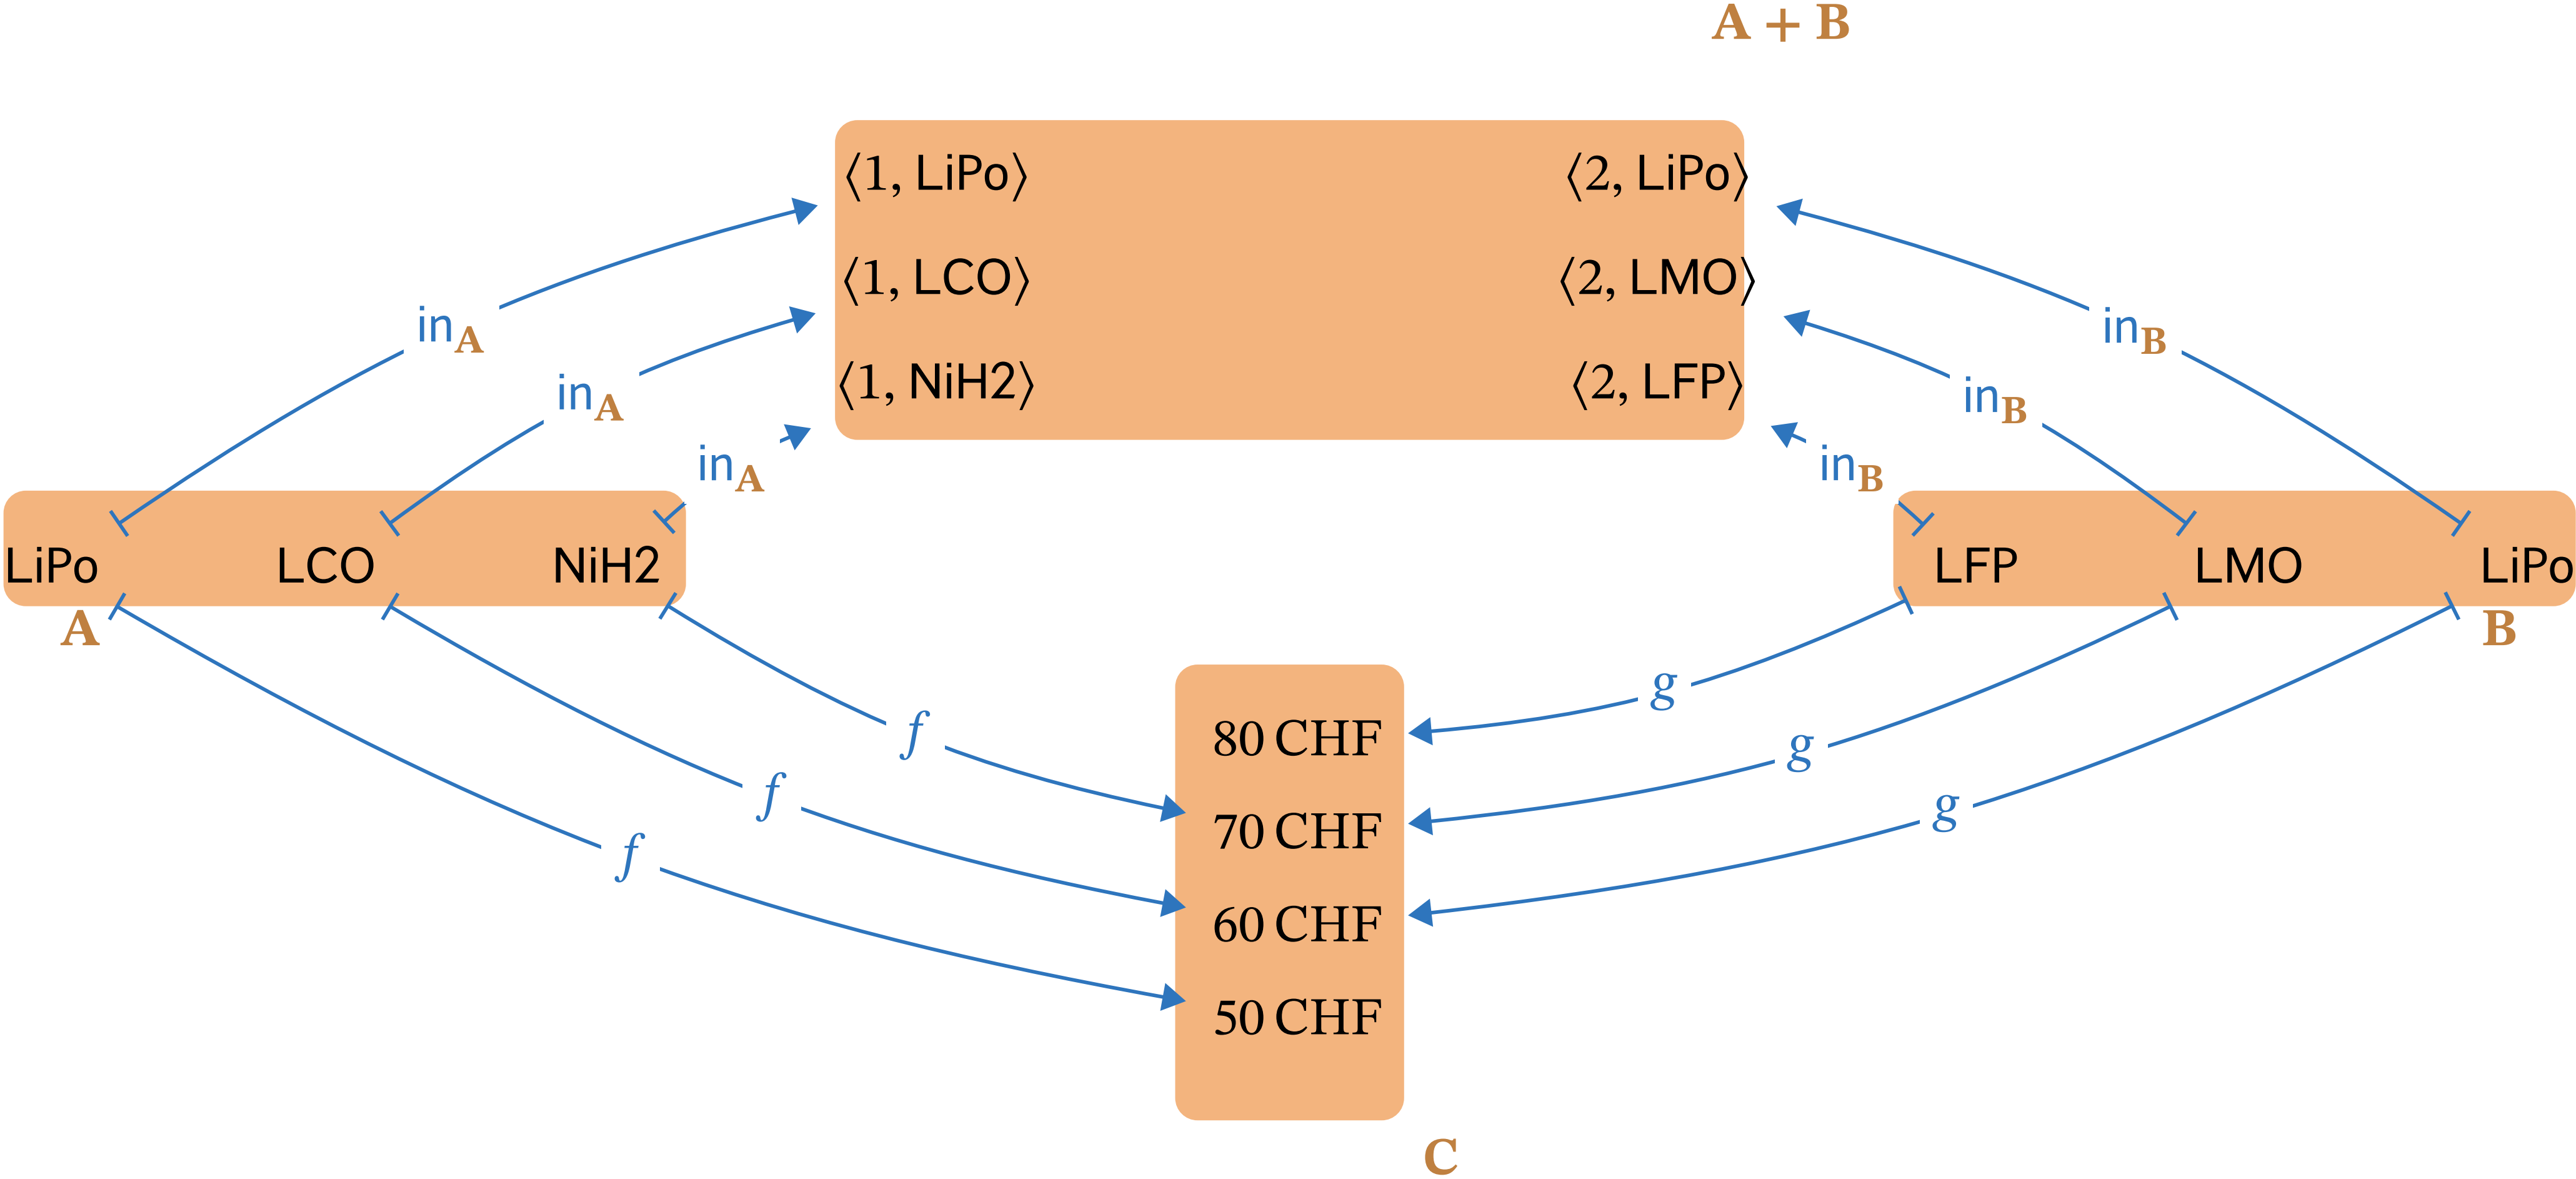 A + B
⟨1, LiPo⟩ ⟨2, LiPo⟩
⟨1, LCO⟩ ⟨2, LMO⟩
in_A in_B
⟨1, NiH2⟩ ⟨2, LFP⟩
in_A in_B
in_A in_B
LiPo LCO NiH2 LFP LMO LiPo
A B
g
f 80 CHF g
f 70 CHF g
f 60 CHF
50 CHF
C